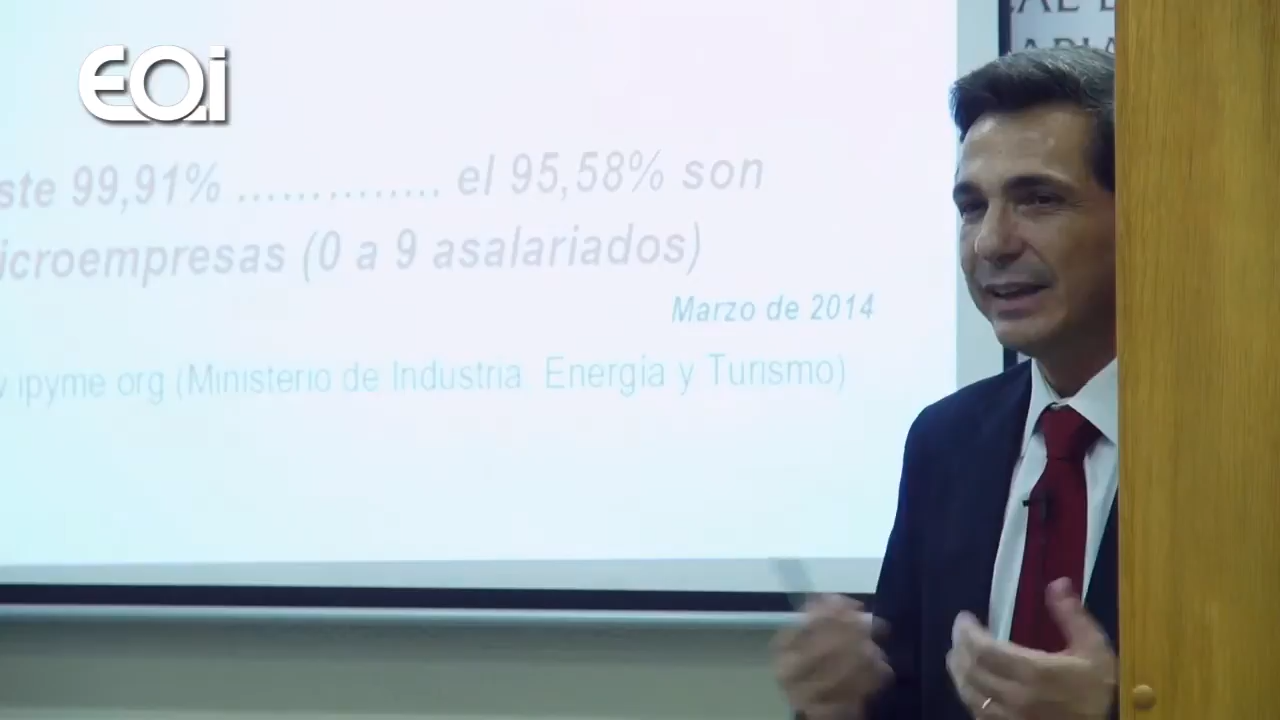 EOi
ste 99,91% .............. el 95,58% son
icroempresas (0 a 9 asalariados)
Marzo de 2014
ipyme org (Ministerio de Industria Energía y Turismo)